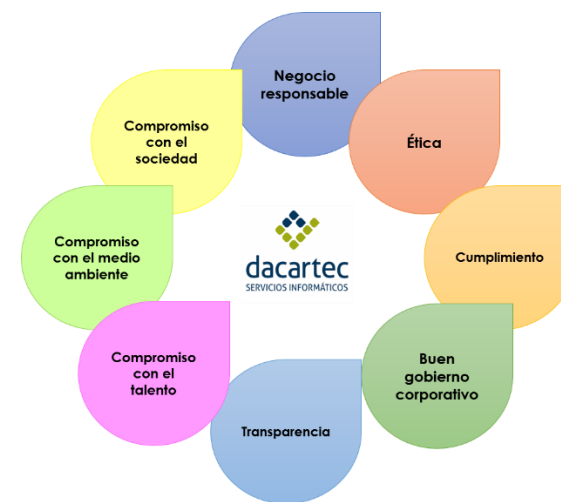 Negocio
responsable
Ética
Cumplimiento
Buen
gobierno
corporativo
Transparencia
Compromiso
con el
talento
Compromiso
con el medio
ambiente
Compromiso
con el
sociedad
dacartec
SERVICIOS INFORMÁTICOS